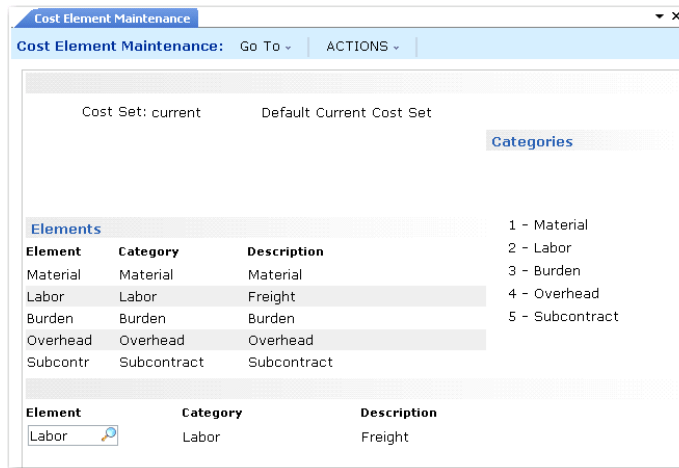 Cost Element Maintenance
Cost Element Maintenance: Go To ACTIONS
Cost Set: current Default Current Cost Set
Categories
1 - Material
2 - Labor
3 - Burden
4 - Overhead
5 - Subcontract
Elements
Element Category Description
Material Material Material
Labor Labor Freight
Burden Burden Burden
Overhead Overhead Overhead
Subcontr Subcontract Subcontract
Element Category Description
Labor Labor Freight